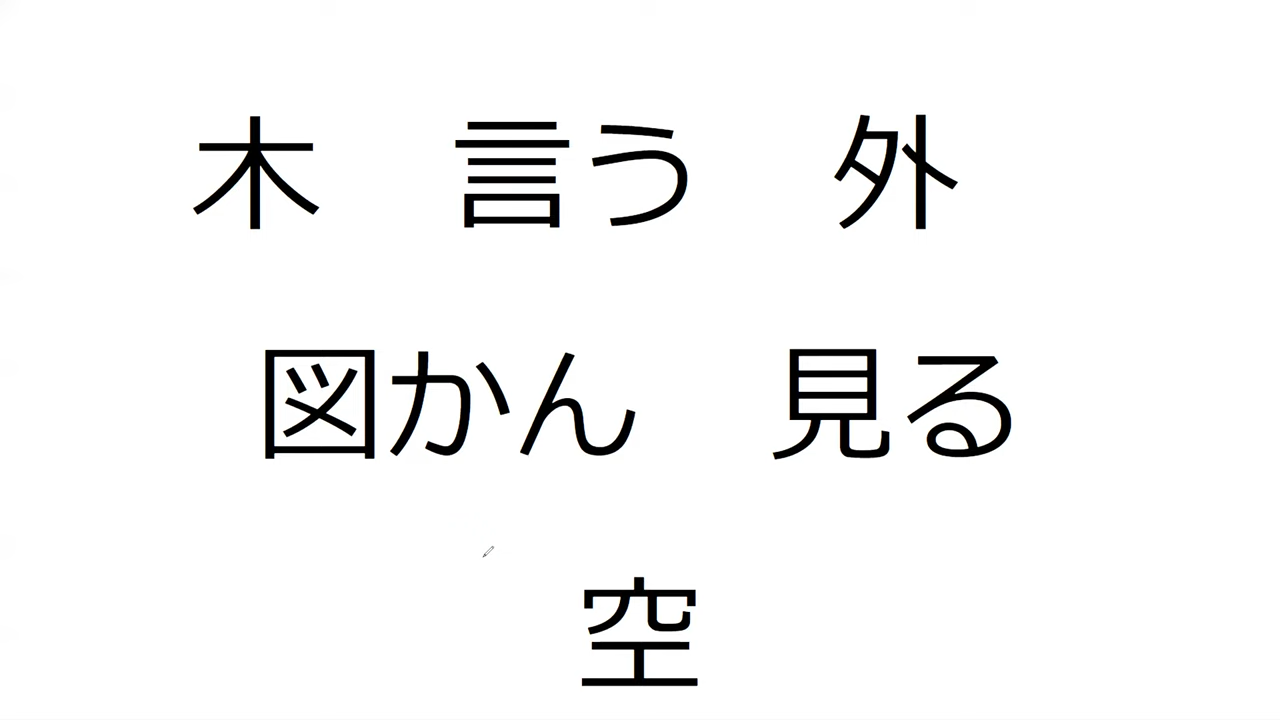 木 言う 外
図かん 見る
空